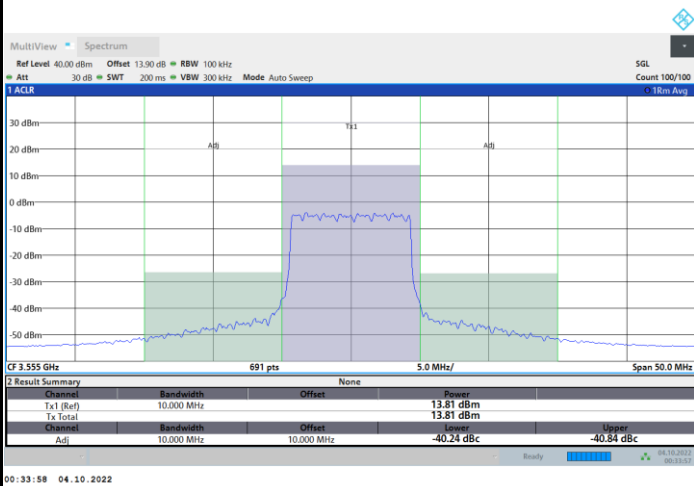 MultiView Spectrum
Ref Level 40.00 dBm Offset 13.90 dB RBW 100 kHz SGL
Att 30 dB SWT 200 ms VBW 300 kHz Mode Auto Sweep Count 100/100
1 ACLR 1Rm Avg
30 dBm
Tx1
20 dBm
Adj Adj
10 dBm
0 dBm
-10 dBm
-20 dBm
-30 dBm
-40 dBm
-50 dBm
CF 3.555 GHz 691 pts 5.0 MHz/ Span 50.0 MHz
2 Result Summary None
Channel Bandwidth Offset Power
Tx1 (Ref) 10.000 MHz 13.81 dBm
Tx Total 13.81 dBm
Channel Bandwidth Offset Lower Upper
Adj 10.000 MHz 10.000 MHz -40.24 dBc -40.84 dBc
Ready 04.10.2022
00:33:57
00:33:58 04.10.2022